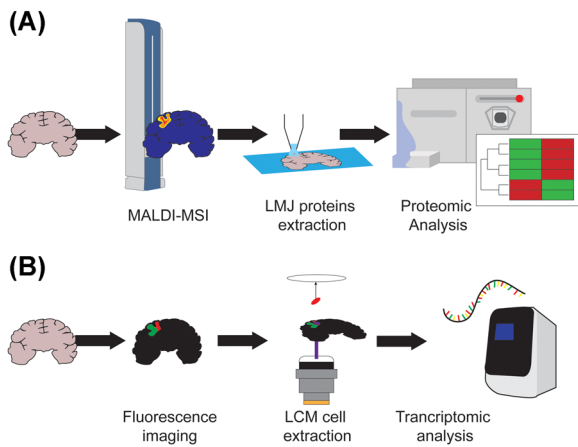 (A)
MALDI-MSI
LMJ proteins
extraction
Proteomic
Analysis
(B)
Fluorescence
imaging
LCM cell
extraction
Trancriptomic
analysis